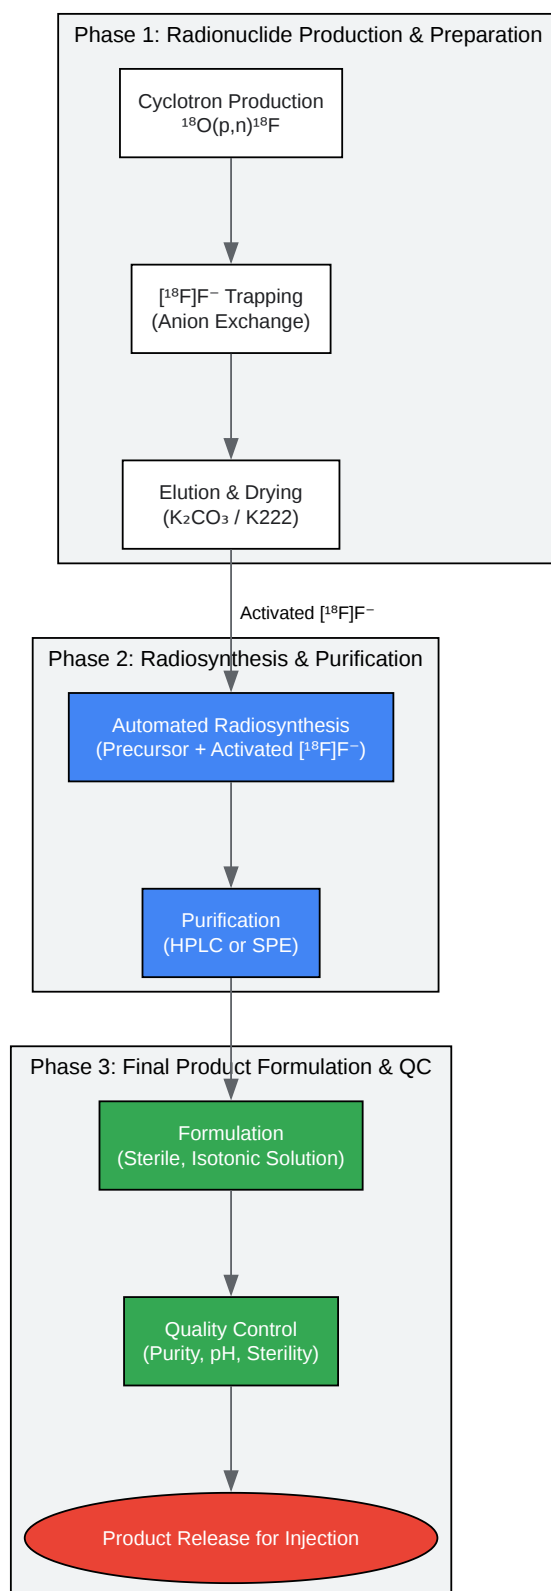 Phase 1: Radionuclide Production & Preparation
Cyclotron Production
¹⁸O(p,n)¹⁸F
[¹⁸F]F⁻ Trapping
(Anion Exchange)
Elution & Drying
(K₂CO₃ / K222)
Activated [¹⁸F]F⁻
Phase 2: Radiosynthesis & Purification
Automated Radiosynthesis
(Precursor + Activated [¹⁸F]F⁻)
Purification
(HPLC or SPE)
Phase 3: Final Product Formulation & QC
Formulation
(Sterile, Isotonic Solution)
Quality Control
(Purity, pH, Sterility)
Product Release for Injection